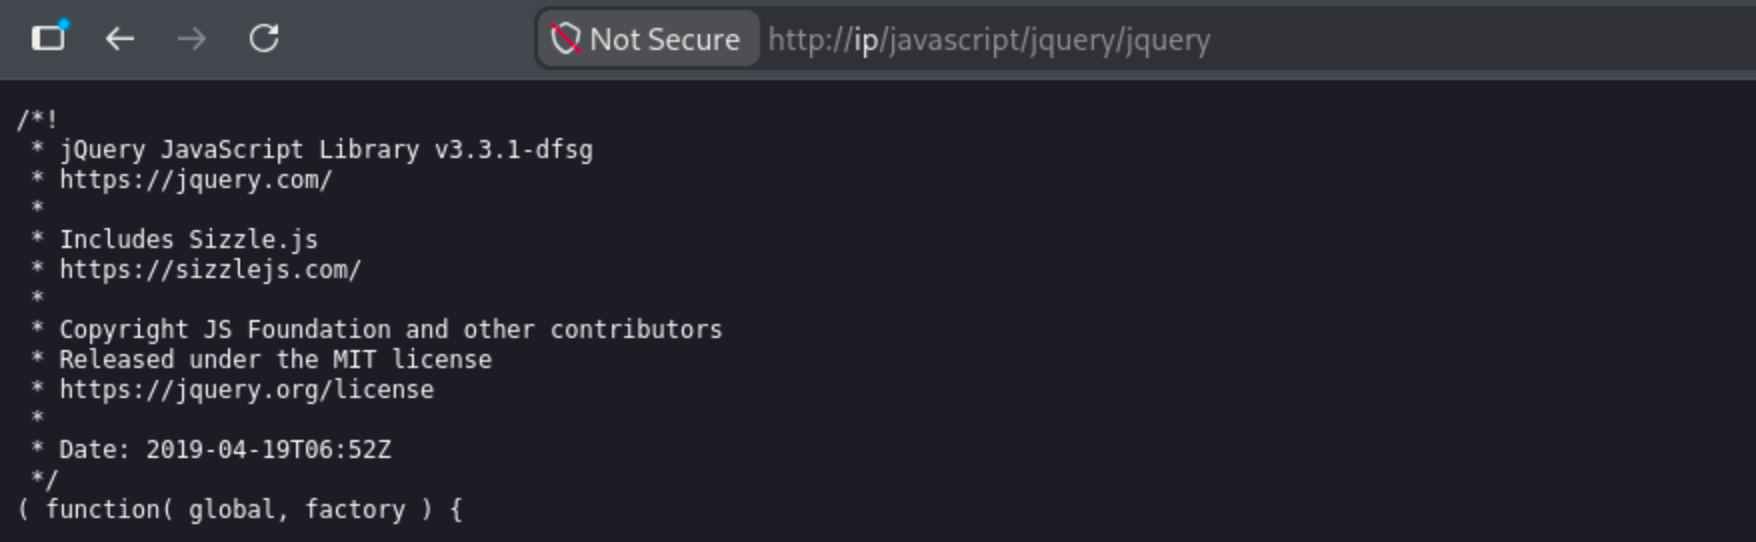 Not Secure http://ip/javascript/jquery/jquery
/*!
 * jQuery JavaScript Library v3.3.1-dfsg
 * https://jquery.com/
 *
 * Includes Sizzle.js
 * https://sizzlejs.com/
 *
 * Copyright JS Foundation and other contributors
 * Released under the MIT license
 * https://jquery.org/license
 *
 * Date: 2019-04-19T06:52Z
 */
( function( global, factory ) {